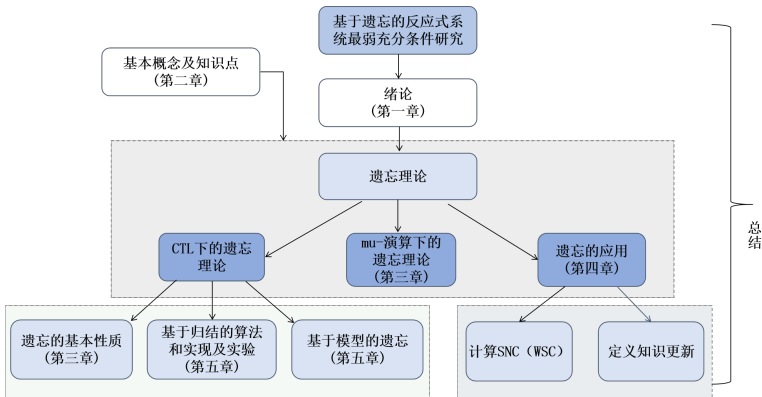 基于遗忘的反应式系
统最弱充分条件研究
基本概念及知识点
(第二章)
绪论
(第一章)
遗忘理论
CTL下的遗忘
理论
mu-演算下的
遗忘理论
(第三章)
遗忘的应用
(第四章)
遗忘的基本性质
(第三章)
基于归结的算法
和实现及实验
(第五章)
基于模型的遗忘
(第五章)
计算SNC（WSC）
定义知识更新
总
结